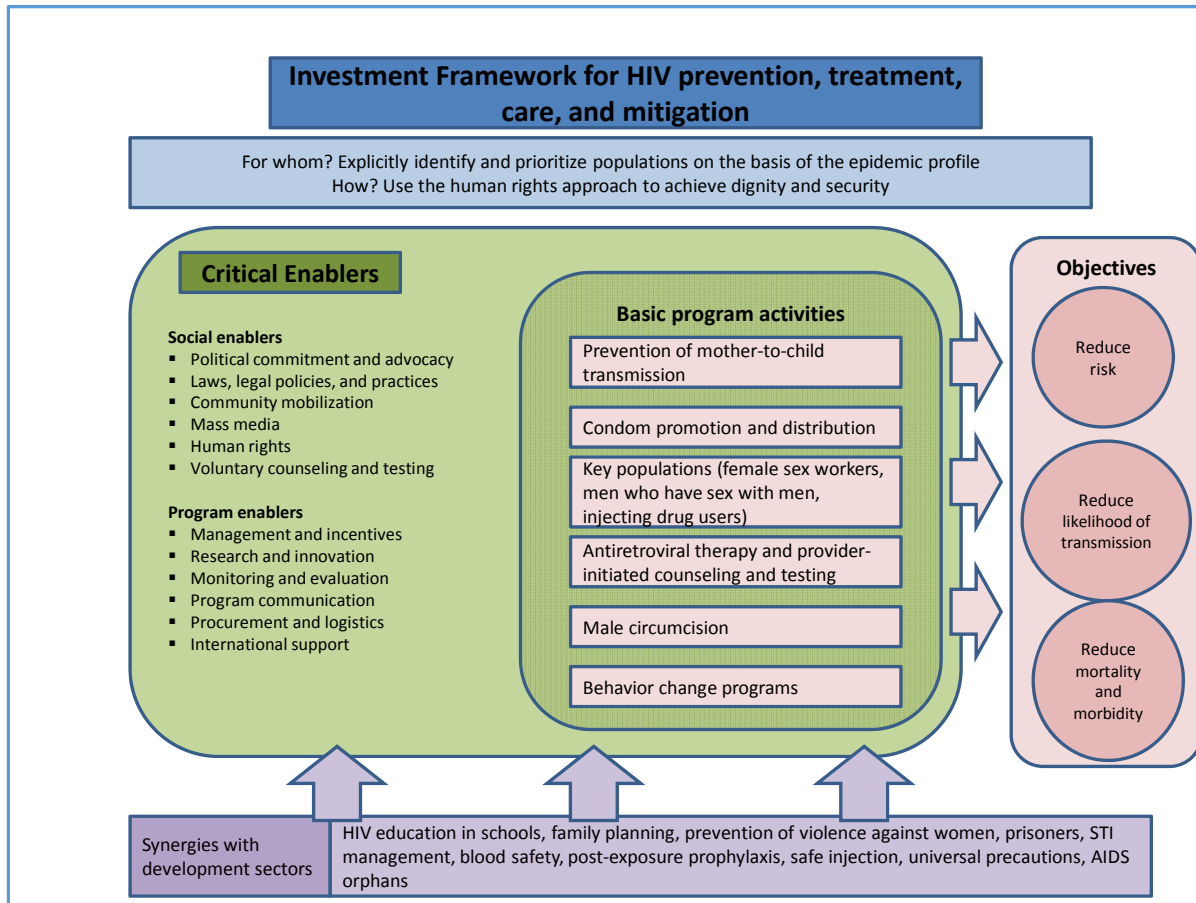 Investment Framework for HIV prevention, treatment,
care, and mitigation
For whom? Explicitly identify and prioritize populations on the basis of the epidemic profile
How? Use the human rights approach to achieve dignity and security
Critical Enablers
Social enablers
▪ Political commitment and advocacy
▪ Laws, legal policies, and practices
▪ Community mobilization
▪ Mass media
▪ Human rights
▪ Voluntary counseling and testing
Program enablers
▪ Management and incentives
▪ Research and innovation
▪ Monitoring and evaluation
▪ Program communication
▪ Procurement and logistics
▪ International support
Basic program activities
Prevention of mother-to-child
transmission
Condom promotion and distribution
Key populations (female sex workers,
men who have sex with men,
injecting drug users)
Antiretroviral therapy and provider-
initiated counseling and testing
Male circumcision
Behavior change programs
Objectives
Reduce
risk
Reduce
likelihood of
transmission
Reduce
mortality
and
morbidity
Synergies with
development sectors
HIV education in schools, family planning, prevention of violence against women, prisoners, STI
management, blood safety, post-exposure prophylaxis, safe injection, universal precautions, AIDS
orphans